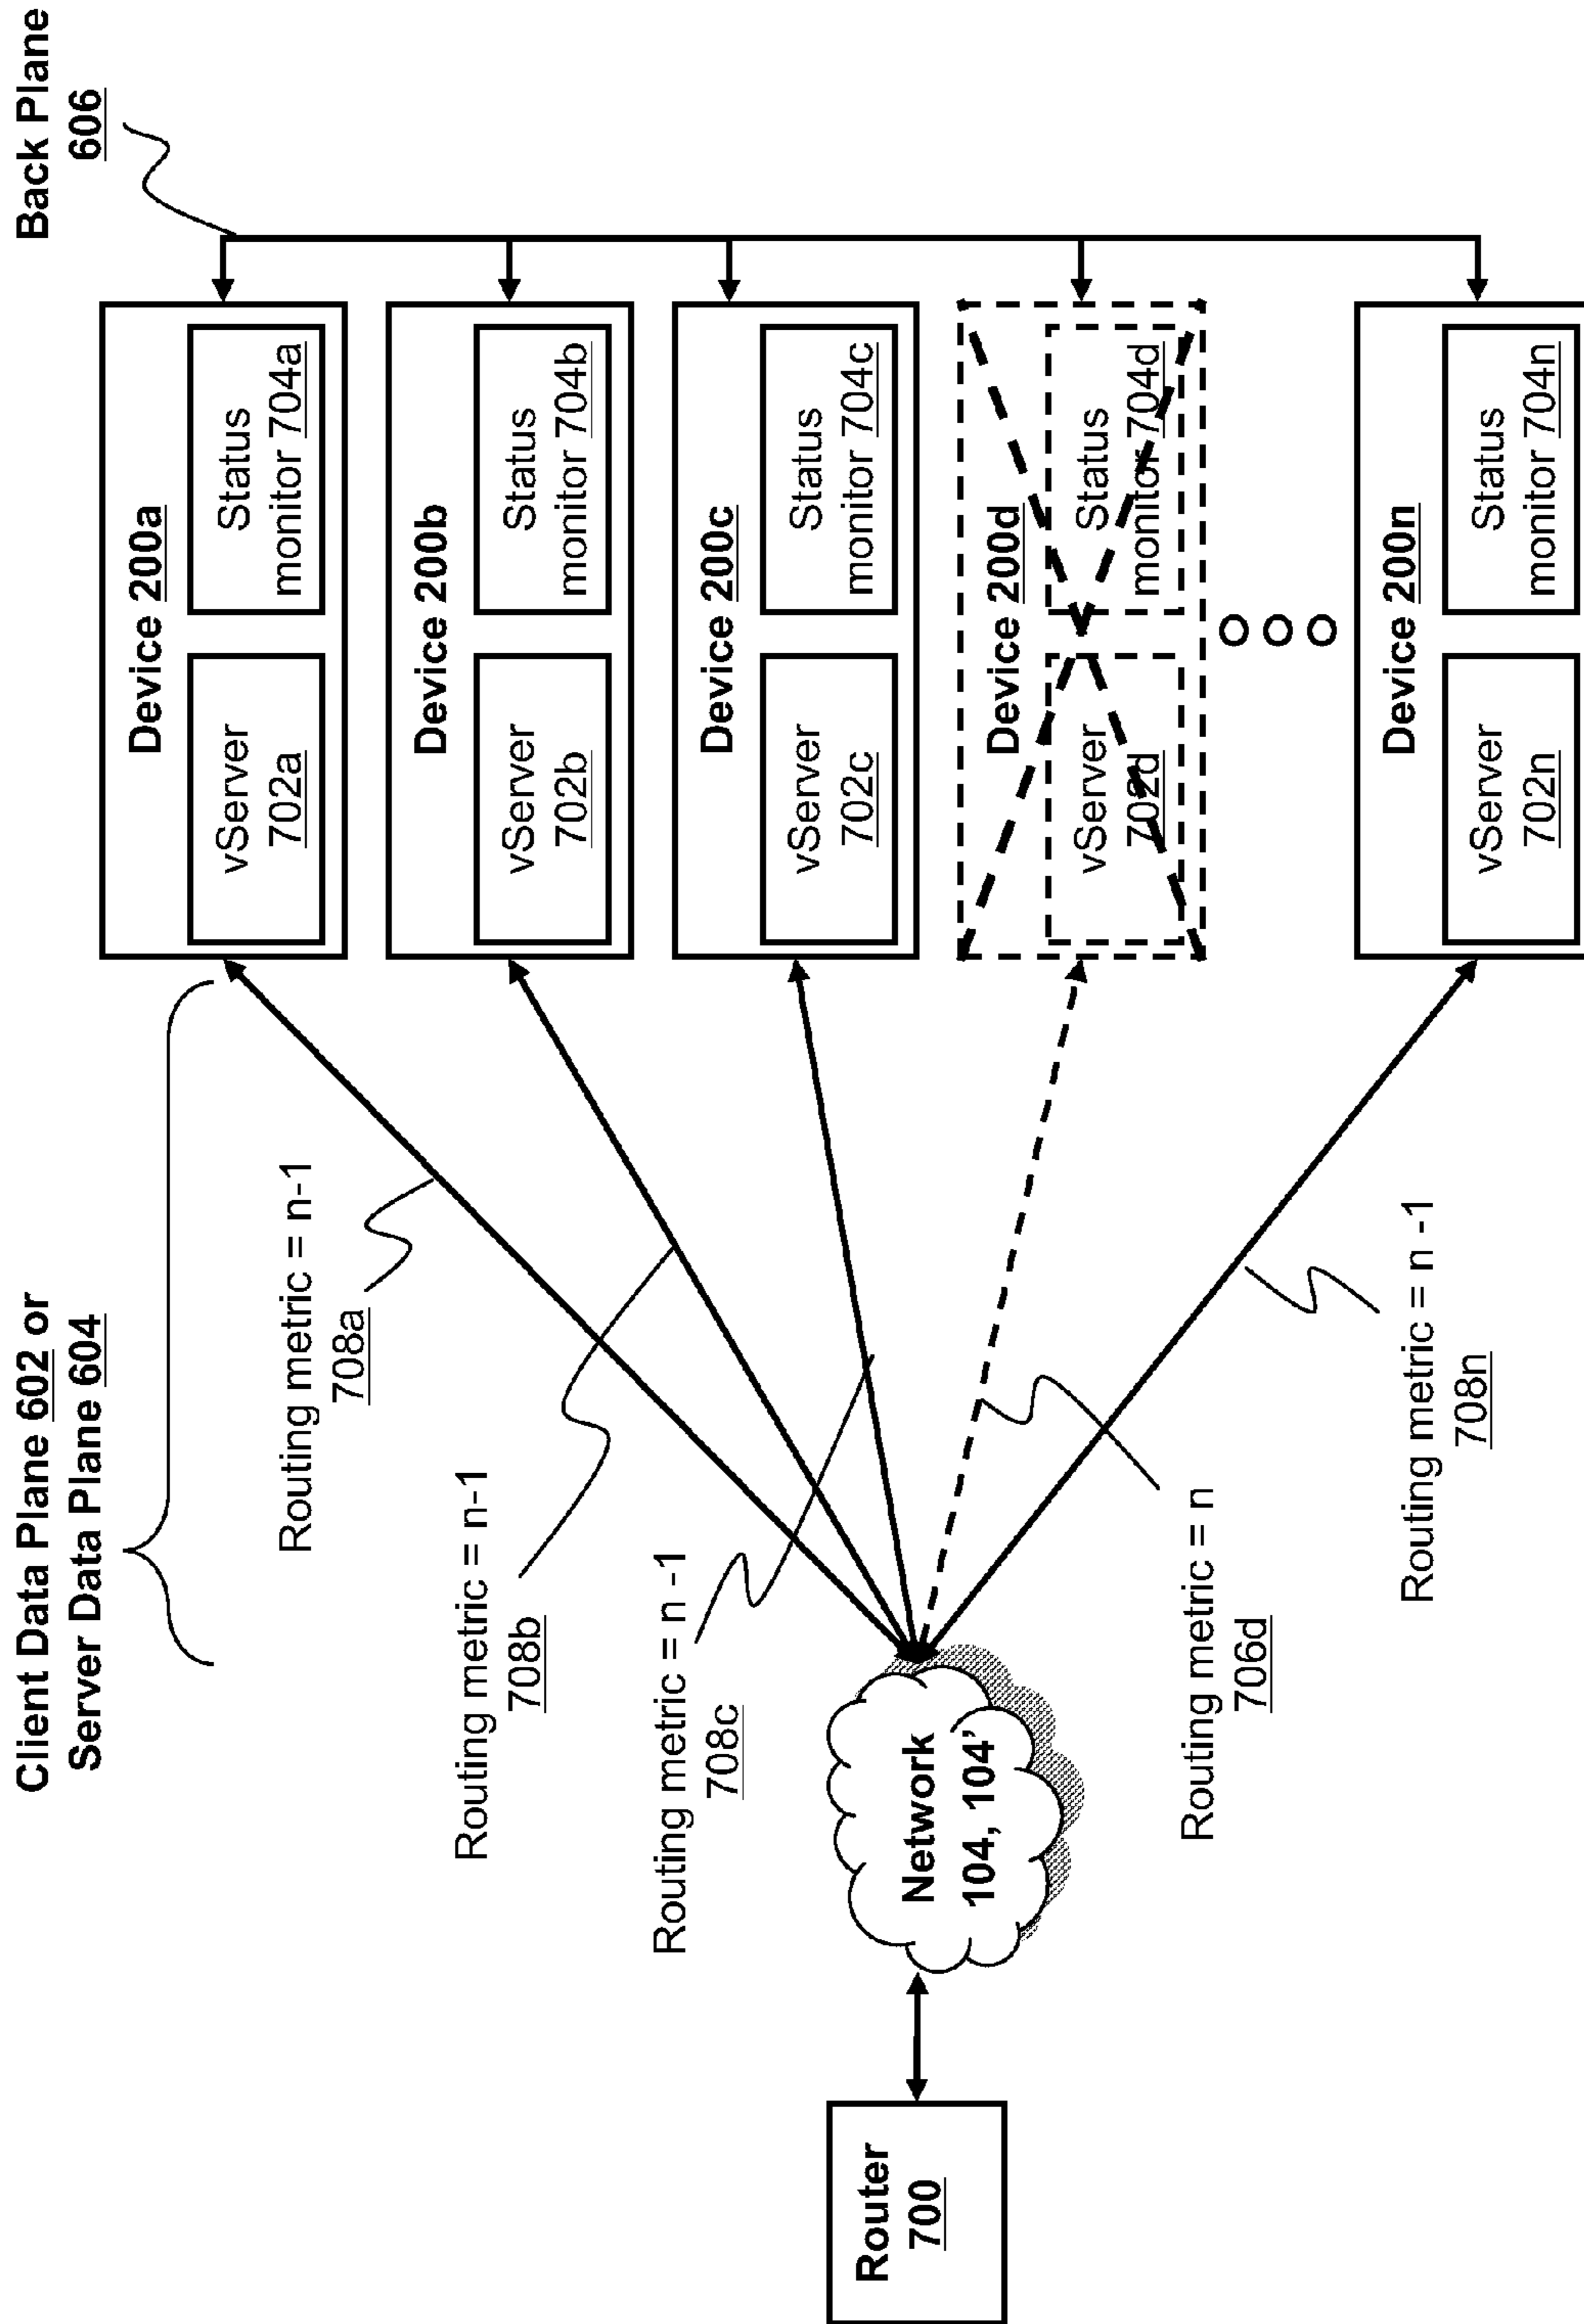 Client Data Plane 602 or
Server Data Plane 604
Back Plane
606
Routing metric = n-1
708a
Routing metric = n-1
708b
Routing metric = n -1
708c
Routing metric = n
706d
Routing metric = n -1
708n
Router
700
Network
104, 104’
Device 200a
vServer
702a
Status
monitor 704a
Device 200b
vServer
702b
Status
monitor 704b
Device 200c
vServer
702c
Status
monitor 704c
Device 200d
vServer
702d
Status
monitor 704d
Device 200n
vServer
702n
Status
monitor 704n